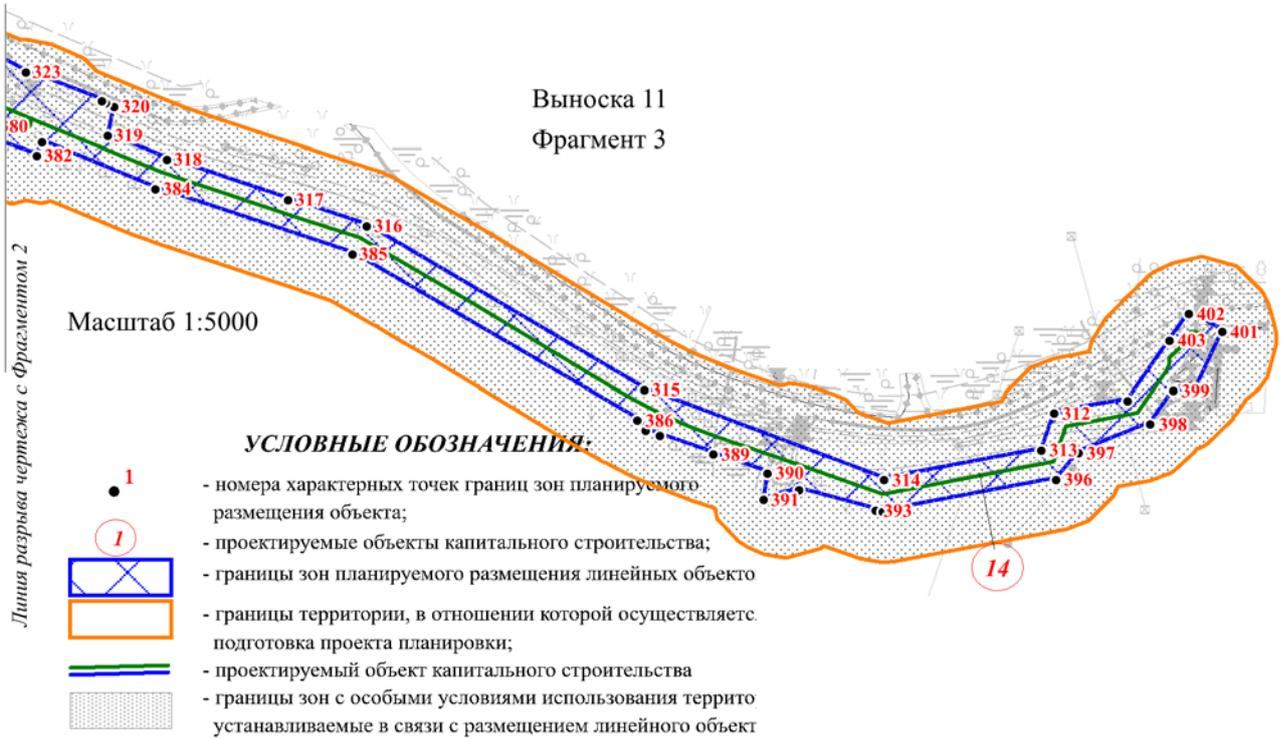 Выноска 11
Фрагмент 3
323
320
319
318
317
316
380
382
384
385
315
386
389
390
391
314
393
312
313
396
397
398
399
402
403
401
14
Линия разрыва чертежа с Фрагментом 2
Масштаб 1:5000
УСЛОВНЫЕ ОБОЗНАЧЕНИЯ:
1
- номера характерных точек границ зон планируемого
размещения объекта;
1
- проектируемые объекты капитального строительства;
- границы зон планируемого размещения линейных объекто
- границы территории, в отношении которой осуществляетс
подготовка проекта планировки;
- проектируемый объект капитального строительства
- границы зон с особыми условиями использования террито
устанавливаемые в связи с размещением линейного объект